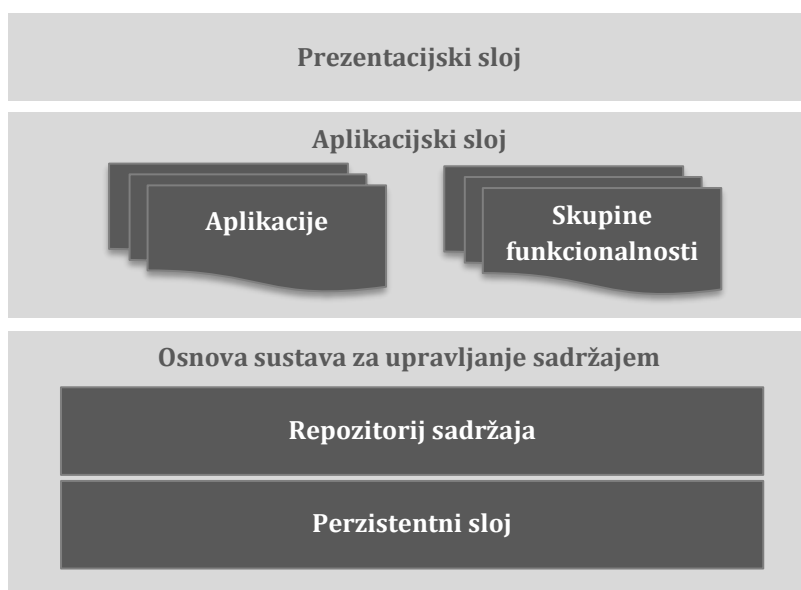 Prezentacijski sloj
Aplikacijski sloj
Aplikacije
Skupine
funkcionalnosti
Osnova sustava za upravljanje sadržajem
Repozitorij sadržaja
Perzistentni sloj